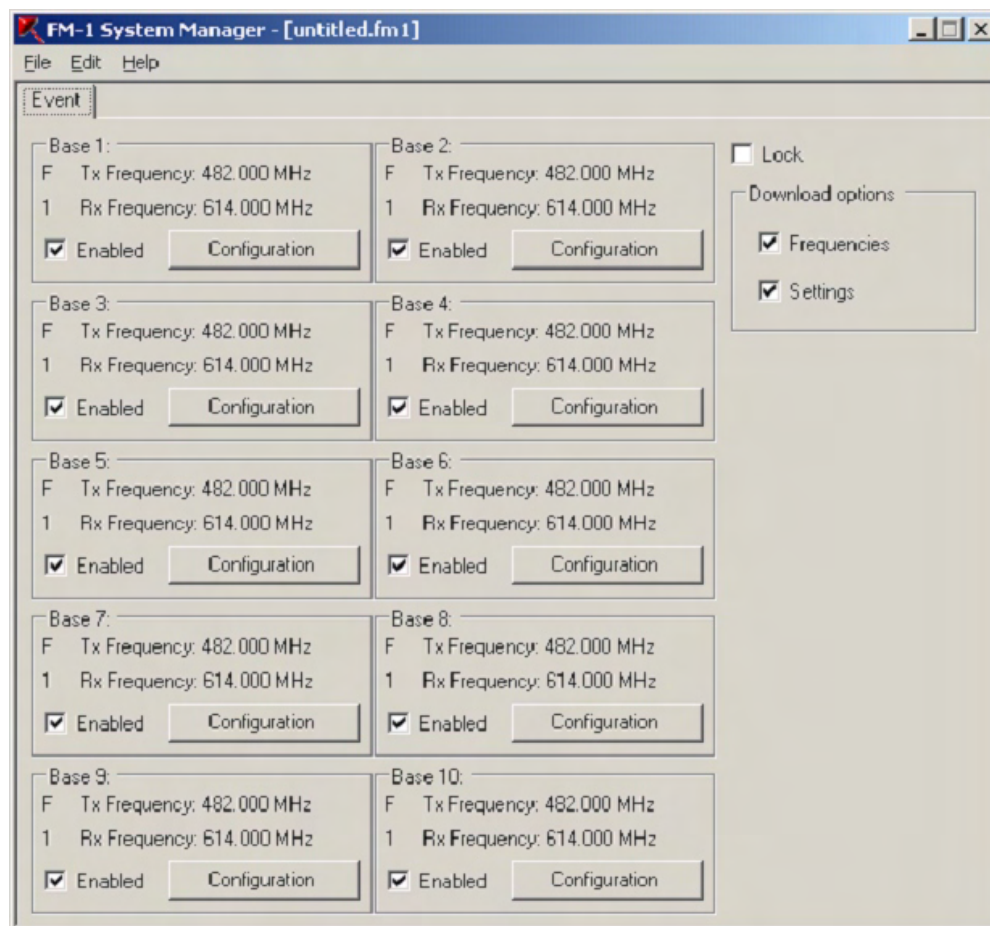 FM-1 System Manager - [untitled.fm1]
File Edit Help
Event
Base 1:
F Tx Frequency: 482.000 MHz
1 Rx Frequency: 614.000 MHz
Enabled Configuration
Base 2:
F Tx Frequency: 482.000 MHz
1 Rx Frequency: 614.000 MHz
Enabled Configuration
Lock
Download options
Frequencies
Settings
Base 3:
F Tx Frequency: 482.000 MHz
1 Rx Frequency: 614.000 MHz
Enabled Configuration
Base 4:
F Tx Frequency: 482.000 MHz
1 Rx Frequency: 614.000 MHz
Enabled Configuration
Base 5:
F Tx Frequency: 482.000 MHz
1 Rx Frequency: 614.000 MHz
Enabled Configuration
Base 6:
F Tx Frequency: 482.000 MHz
1 Rx Frequency: 614.000 MHz
Enabled Configuration
Base 7:
F Tx Frequency: 482.000 MHz
1 Rx Frequency: 614.000 MHz
Enabled Configuration
Base 8:
F Tx Frequency: 482.000 MHz
1 Rx Frequency: 614.000 MHz
Enabled Configuration
Base 9:
F Tx Frequency: 482.000 MHz
1 Rx Frequency: 614.000 MHz
Enabled Configuration
Base 10:
F Tx Frequency: 482.000 MHz
1 Rx Frequency: 614.000 MHz
Enabled Configuration